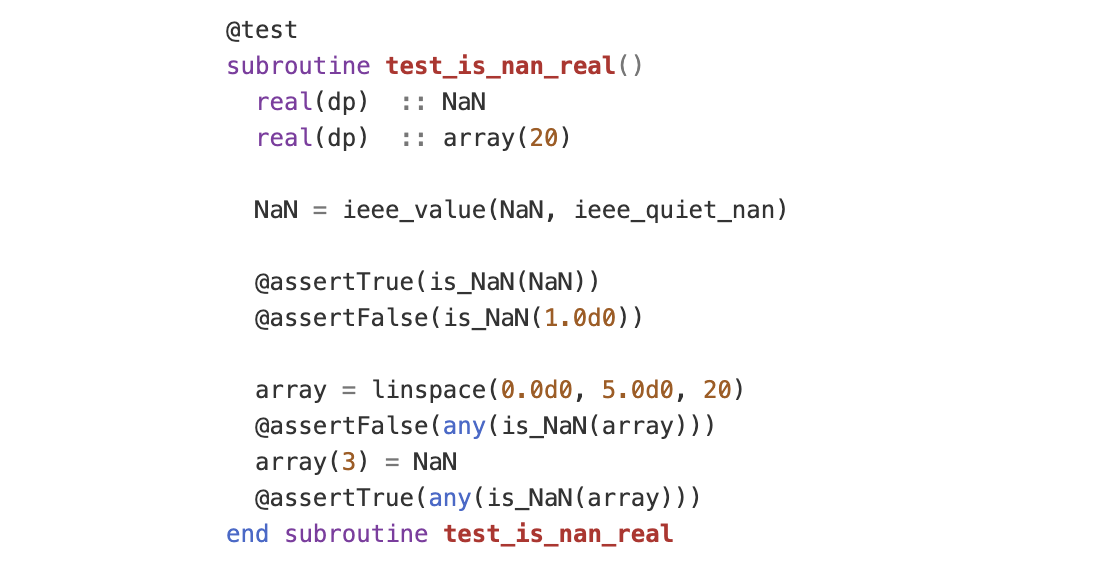 @test
subroutine test_is_nan_real()
  real(dp)  :: NaN
  real(dp)  :: array(20)

  NaN = ieee_value(NaN, ieee_quiet_nan)

  @assertTrue(is_NaN(NaN))
  @assertFalse(is_NaN(1.0d0))

  array = linspace(0.0d0, 5.0d0, 20)
  @assertFalse(any(is_NaN(array)))
  array(3) = NaN
  @assertTrue(any(is_NaN(array)))
end subroutine test_is_nan_real